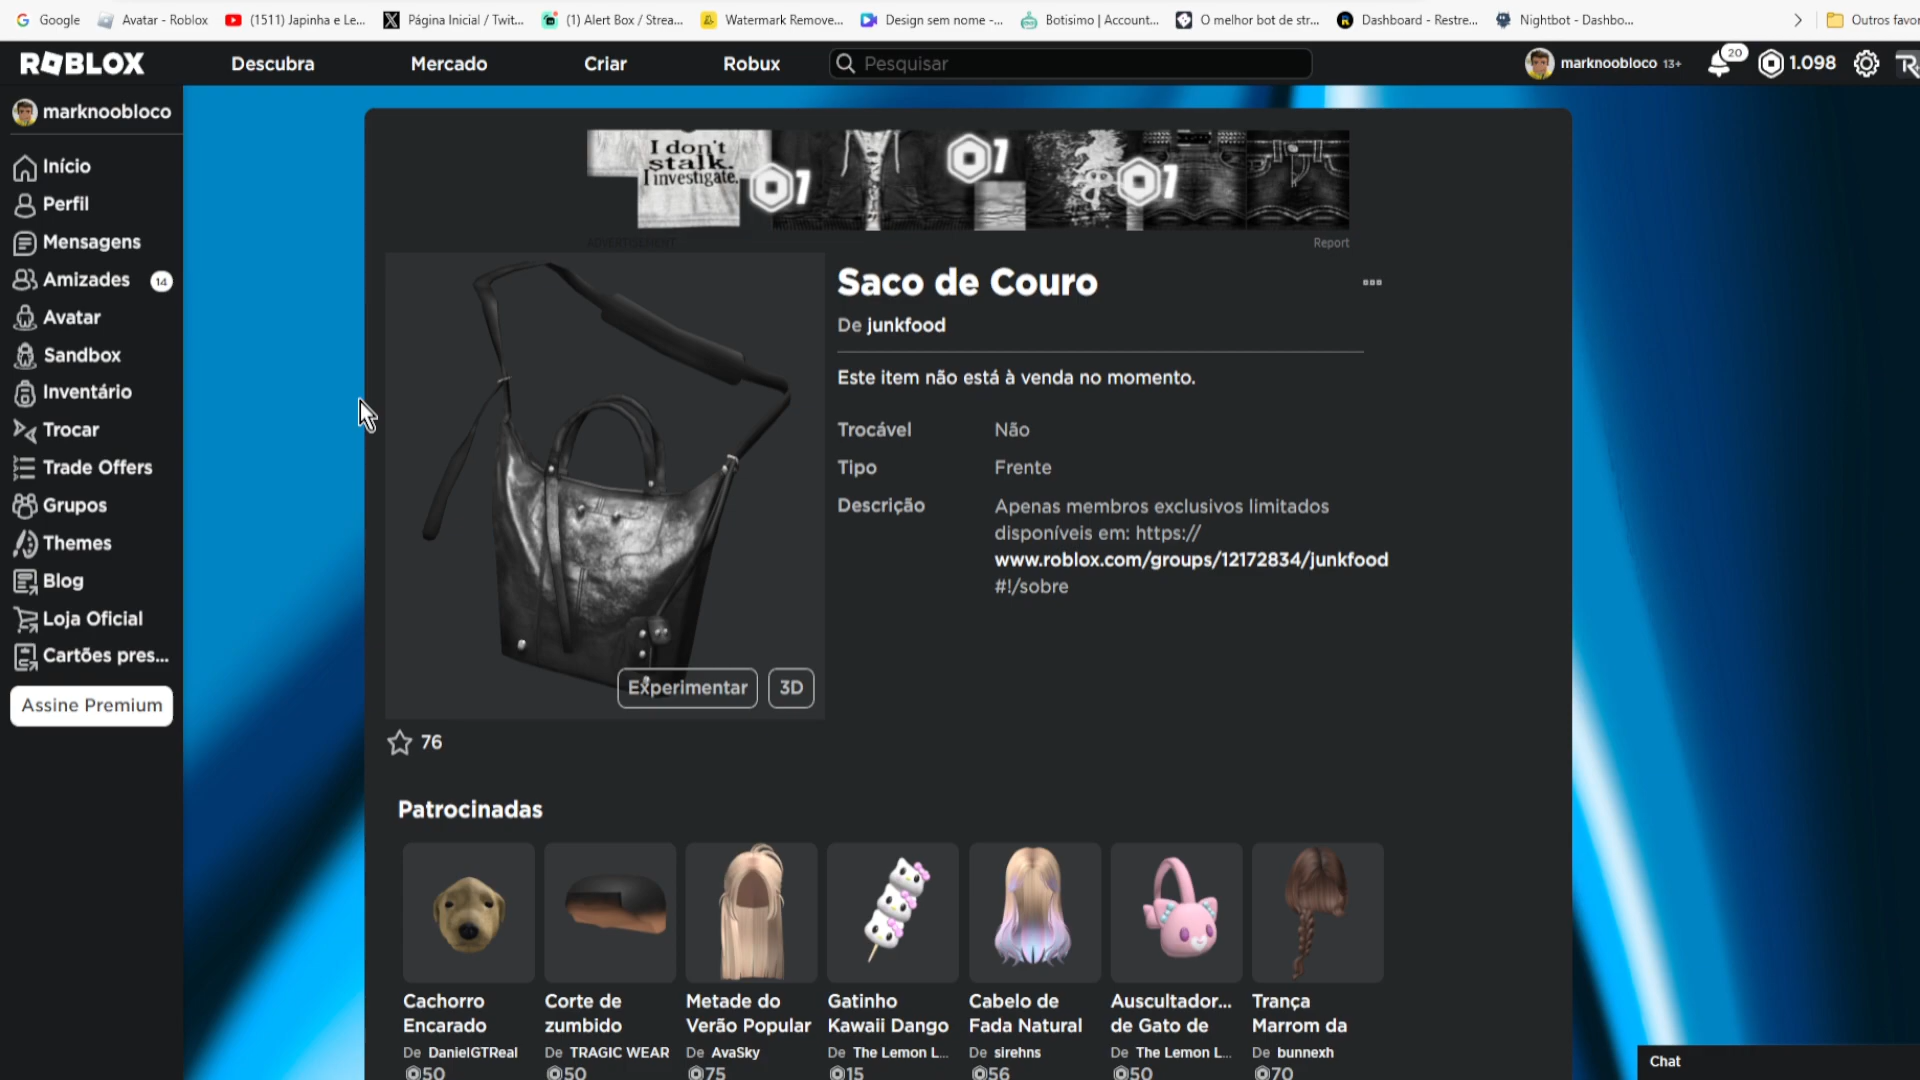 Google
Avatar - Roblox
(1511) Japinha e Le...
Página Inicial / Twit...
(1) Alert Box / Strea...
Watermark Remove...
Design sem nome -...
Botisimo | Account...
O melhor bot de str...
Dashboard - Restre...
Nightbot - Dashbo...
Outros favor
ROBLOX
Descubra
Mercado
Criar
Robux
Pesquisar
marknoobloco 13+
20
1.098
marknoobloco
Início
Perfil
Mensagens
Amizades
14
Avatar
Sandbox
Inventário
Trocar
Trade Offers
Grupos
Themes
Blog
Loja Oficial
Cartões pres...
Assine Premium
I don't
stalk.
I investigate.
7
7
7
ADVERTISEMENT
Report
Saco de Couro
De junkfood
Este item não está à venda no momento.
Trocável Não
Tipo Frente
Descrição Apenas membros exclusivos limitados
disponíveis em: https://
www.roblox.com/groups/12172834/junkfood
#!/sobre
Experimentar
3D
76
Patrocinadas
Cachorro
Encarado
De DanielGTReal
50
Corte de
zumbido
De TRAGIC WEAR
50
Metade do
Verão Popular
De AvaSky
75
Gatinho
Kawaii Dango
De The Lemon L...
15
Cabelo de
Fada Natural
De sirehns
56
Auscultador...
de Gato de
De The Lemon L...
50
Trança
Marrom da
De bunnexh
70
Chat